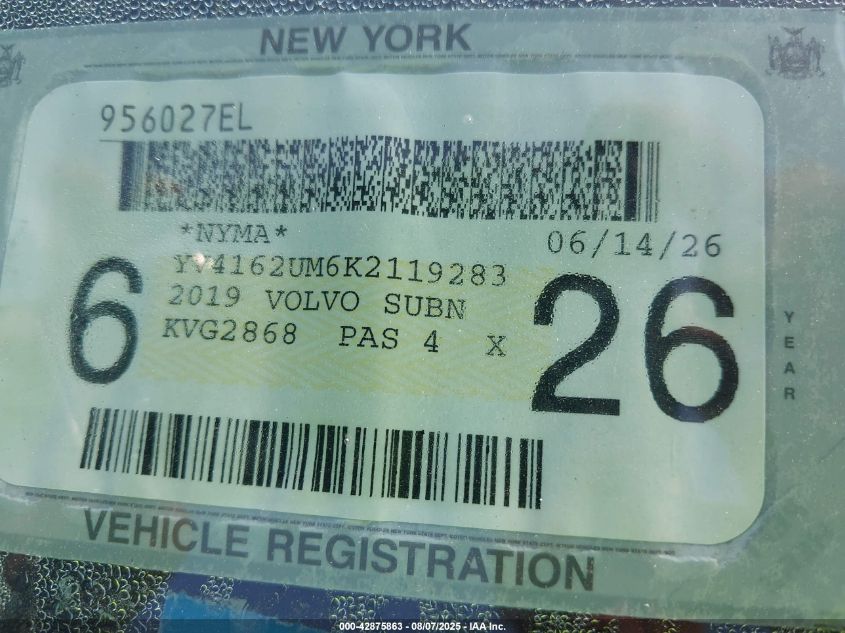 NEW YORK
956027EL
*NYMA* 06/14/26
YV4162UM6K2119283
2019 VOLVO SUBN
KVG2868 PAS 4 X
6 26
YEAR
VEHICLE REGISTRATION
000-42875863 - 08/07/2025 - IAA Inc.